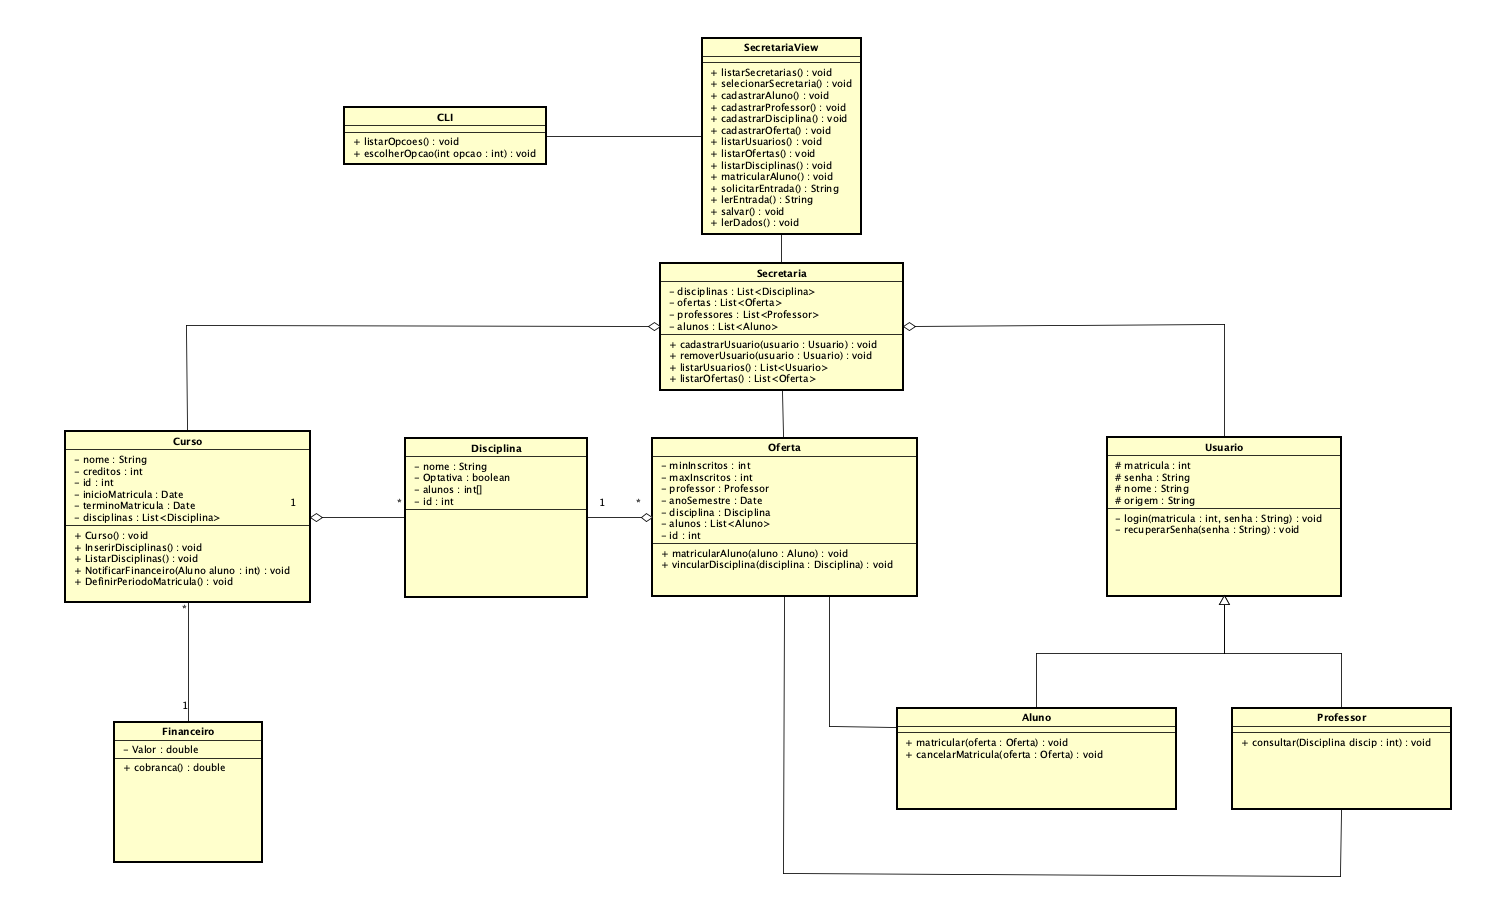 SecretariaView
+ listarSecretarias() : void
+ selecionarSecretaria() : void
+ cadastrarAluno() : void
+ cadastrarProfessor() : void
+ cadastrarDisciplina() : void
+ cadastrarOferta() : void
+ listarUsuarios() : void
+ listarOfertas() : void
+ listarDisciplinas() : void
+ matricularAluno() : void
+ solicitarEntrada() : String
+ lerEntrada() : String
+ salvar() : void
+ lerDados() : void
CLI
+ listarOpcoes() : void
+ escolherOpcao(int opcao : int) : void
Secretaria
- disciplinas : List<Disciplina>
- ofertas : List<Oferta>
- professores : List<Professor>
- alunos : List<Aluno>
+ cadastrarUsuario(usuario : Usuario) : void
+ removerUsuario(usuario : Usuario) : void
+ listarUsuarios() : List<Usuario>
+ listarOfertas() : List<Oferta>
Curso
- nome : String
- creditos : int
- id : int
- inicioMatricula : Date
- terminoMatricula : Date
- disciplinas : List<Disciplina>
+ Curso() : void
+ InserirDisciplinas() : void
+ ListarDisciplinas() : void
+ NotificarFinanceiro(Aluno aluno : int) : void
+ DefinirPeriodoMatricula() : void
1
*
Disciplina
- nome : String
- Optativa : boolean
- alunos : int[]
- id : int
1
*
Oferta
- minInscritos : int
- maxInscritos : int
- professor : Professor
- anoSemestre : Date
- disciplina : Disciplina
- alunos : List<Aluno>
- id : int
+ matricularAluno(aluno : Aluno) : void
+ vincularDisciplina(disciplina : Disciplina) : void
Usuario
# matricula : int
# senha : String
# nome : String
# origem : String
- login(matricula : int, senha : String) : void
- recuperarSenha(senha : String) : void
*
1
Financeiro
- Valor : double
+ cobranca() : double
Aluno
+ matricular(oferta : Oferta) : void
+ cancelarMatricula(oferta : Oferta) : void
Professor
+ consultar(Disciplina discip : int) : void